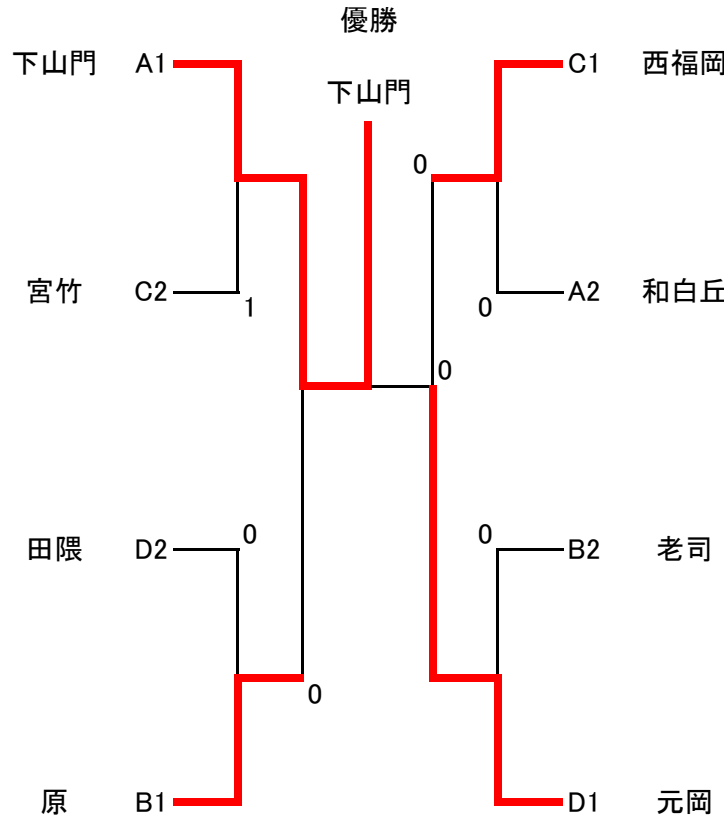 優勝
下山門 A1
C1 西福岡
下山門
0
宮竹 C2
1
0
A2 和白丘
0
田隈 D2
0
0
B2 老司
0
原 B1
D1 元岡